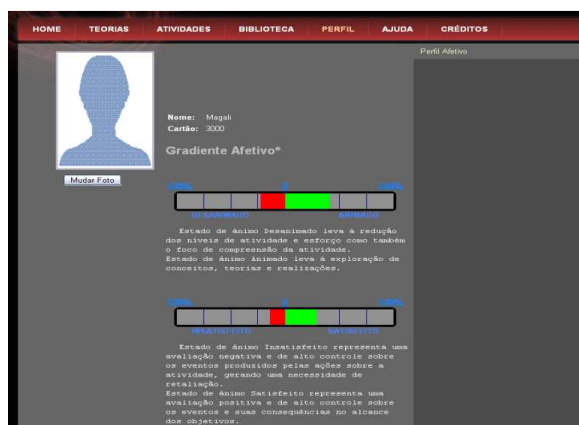 HOME TEORIAS ATIVIDADES BIBLIOTECA PERFIL AJUDA CRÉDITOS
Perfil Afetivo
Nome: Magali
Cartão: 3000
Gradiente Afetivo*
Mudar Foto
100% 0 100%
DESANIMADO ANIMADO
Estado de ânimo Desanimado leva à redução
dos níveis de atividade e esforço como também
o foco de compreensão da atividade.
Estado de ânimo Animado leva à exploração de
conceitos, teorias e realizações.
100% 0 100%
INSATISFEITO SATISFEITO
Estado de ânimo Insatisfeito representa uma
avaliação negativa e de alto controle sobre
os eventos produzidos pelas ações sobre a
atividade, gerando uma necessidade de
retaliação.
Estado de ânimo Satisfeito representa uma
avaliação positiva e de alto controle sobre
os eventos e suas consequências no alcance
dos objetivos.